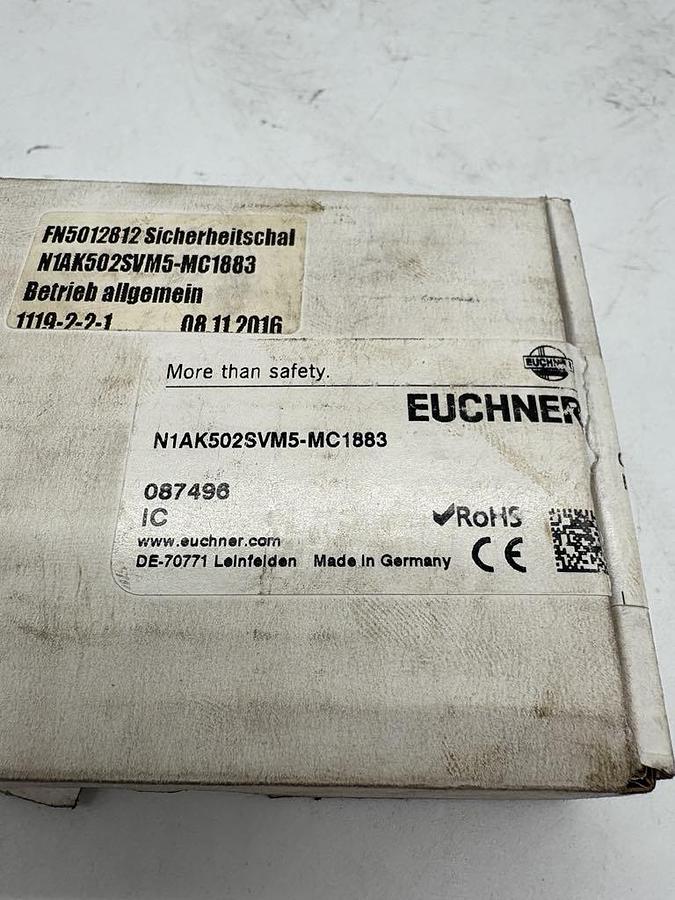 FN5012812 Sicherheitschal
N1AK502SVM5-MC1883
Betrieb allgemein
1119-2-2-1 08.11.2016
More than safety.
EUCHNER
EUCHNER
N1AK502SVM5-MC1883
087496
IC
RoHS
www.euchner.com
CE
DE-70771 Leinfelden Made in Germany